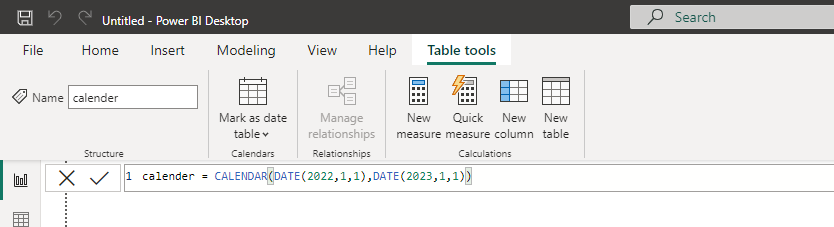 Untitled - Power BI Desktop
Search
File Home Insert Modeling View Help Table tools
Name calender
Mark as date table
Manage relationships
New measure
Quick measure
New column
New table
Structure Calendars Relationships Calculations
1 calender = CALENDAR(DATE(2022,1,1),DATE(2023,1,1))